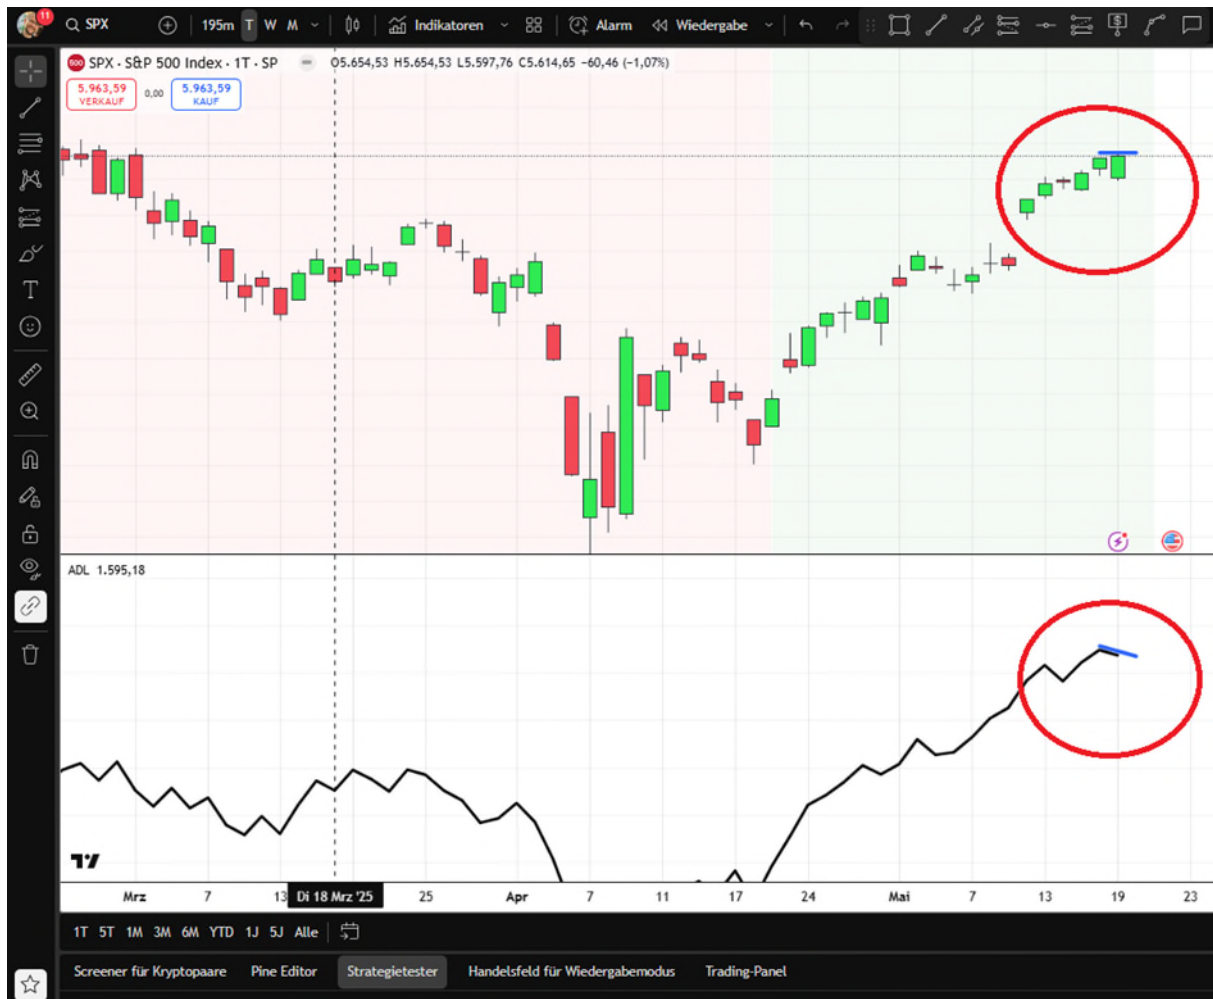 11
SPX
195m T W M
Indikatoren
Alarm
Wiedergabe
500 SPX · S&P 500 Index · 1T · SP O5.654,53 H5.654,53 L5.597,76 C5.614,65 −60,46 (−1,07%)
5.963,59
VERKAUF
0,00
5.963,59
KAUF
ADL 1.595,18
Mrz 7 13 Di 18 Mrz '25 25 Apr 7 11 17 24 Mai 7 13 19 23
1T 5T 1M 3M 6M YTD 1J 5J Alle
Screener für Kryptopaare Pine Editor Strategietester Handelsfeld für Wiedergabemodus Trading-Panel